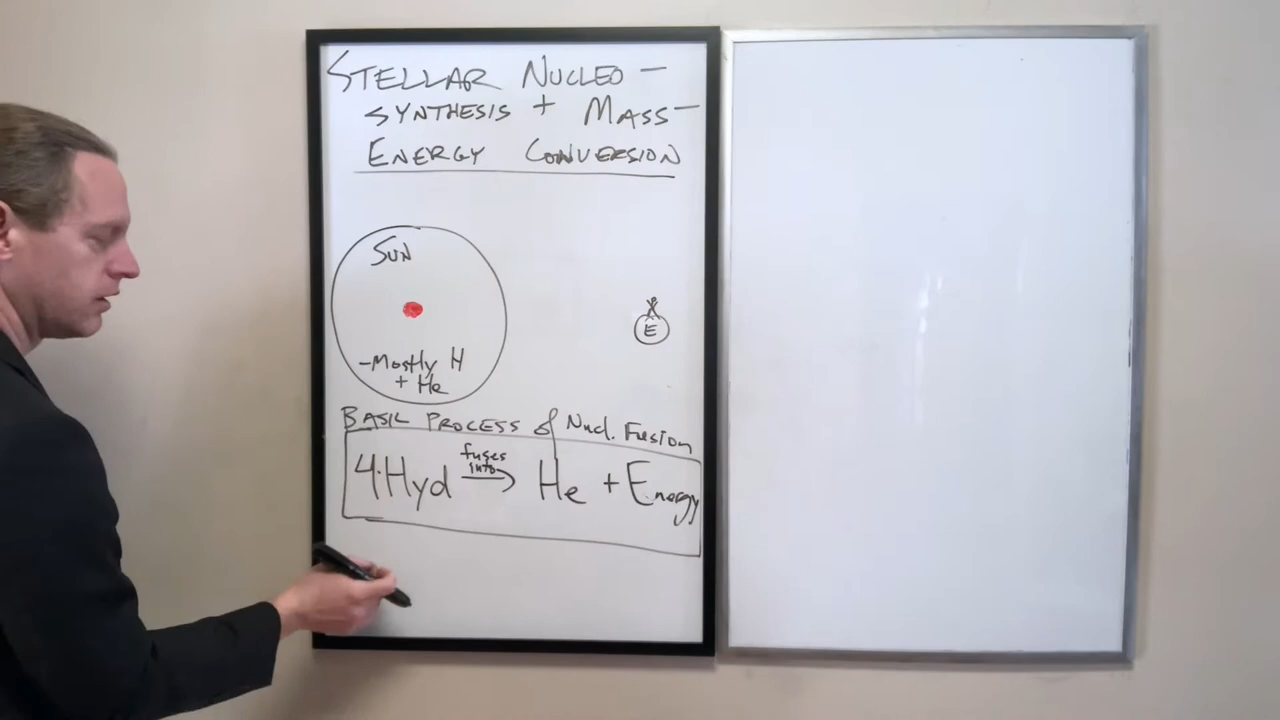 STELLAR NUCLEO-
SYNTHESIS + MASS-
ENERGY CONVERSION
SUN
-Mostly H
+ He
E
BASIC PROCESS of Nucl. Fusion
4·Hyd fuses into → He + Energy